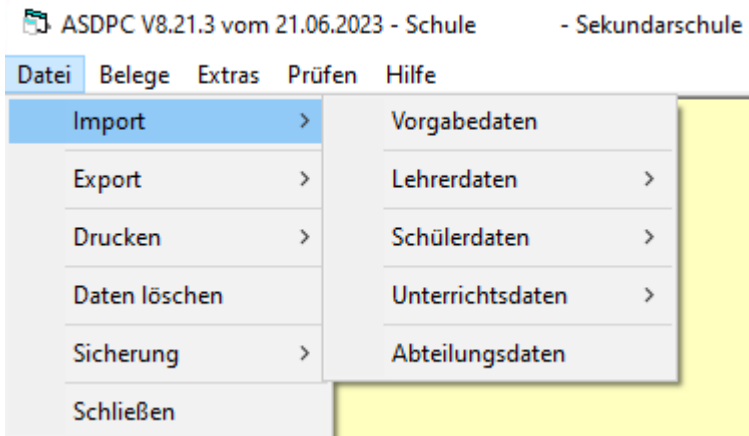 ASDPC V8.21.3 vom 21.06.2023 - Schule - Sekundarschule
Datei Belege Extras Prüfen Hilfe
Import > Vorgabedaten
Export > Lehrerdaten >
Drucken > Schülerdaten >
Daten löschen Unterrichtsdaten >
Sicherung > Abteilungsdaten
Schließen